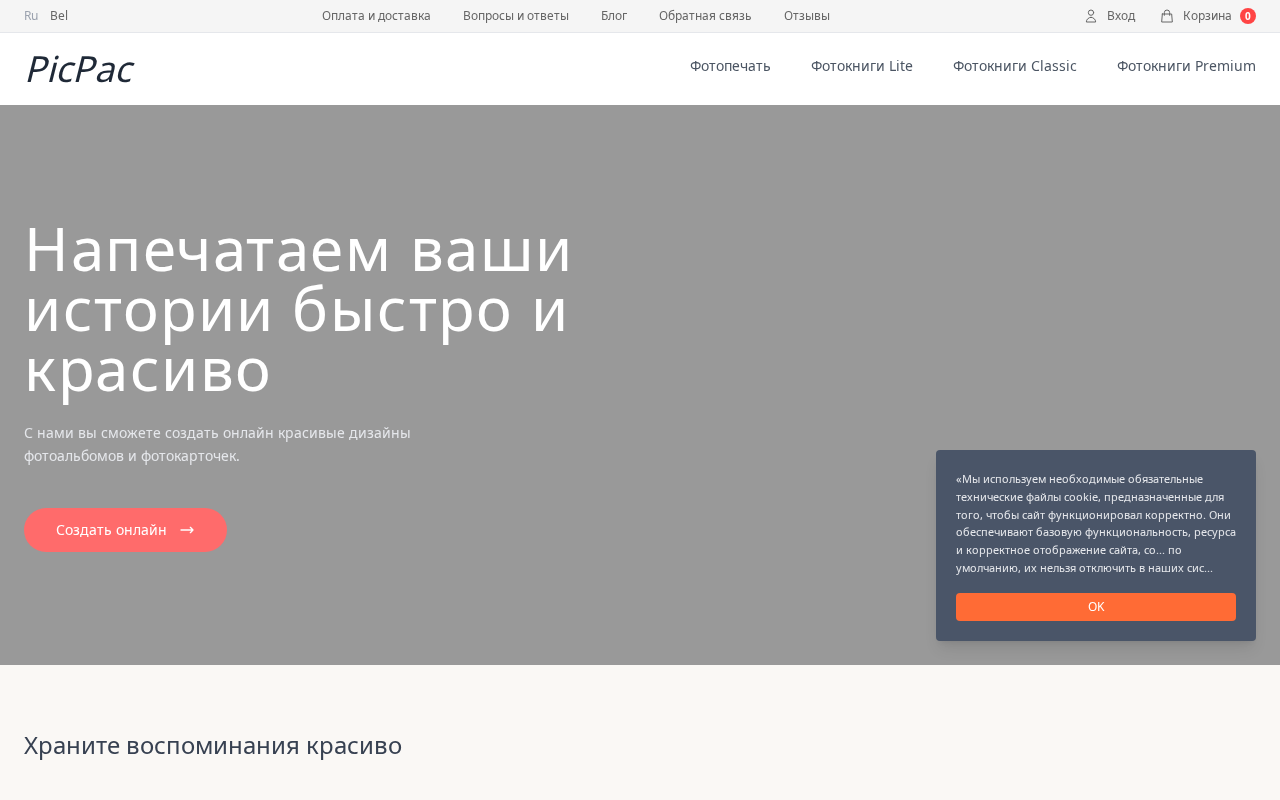 Ru Bel Оплата и доставка Вопросы и ответы Блог Обратная связь Отзывы Вход Корзина 0
PicPac Фотопечать Фотокниги Lite Фотокниги Classic Фотокниги Premium
Напечатаем ваши
истории быстро и
красиво
С нами вы сможете создать онлайн красивые дизайны
фотоальбомов и фотокарточек.
Создать онлайн →
«Мы используем необходимые обязательные
технические файлы cookie, предназначенные для
того, чтобы сайт функционировал корректно. Они
обеспечивают базовую функциональность, ресурса
и корректное отображение сайта, со... по
умолчанию, их нельзя отключить в наших сис...
OK
Храните воспоминания красиво